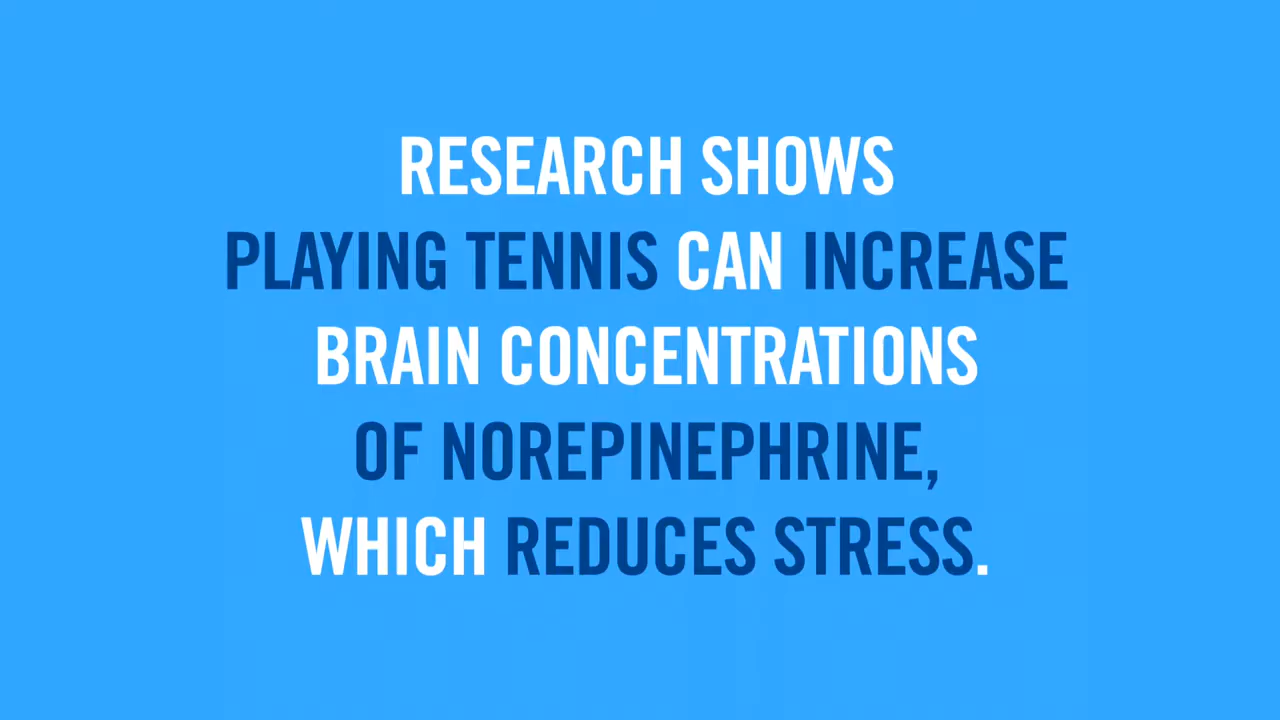 RESEARCH SHOWS
PLAYING TENNIS CAN INCREASE
BRAIN CONCENTRATIONS
OF NOREPINEPHRINE,
WHICH REDUCES STRESS.